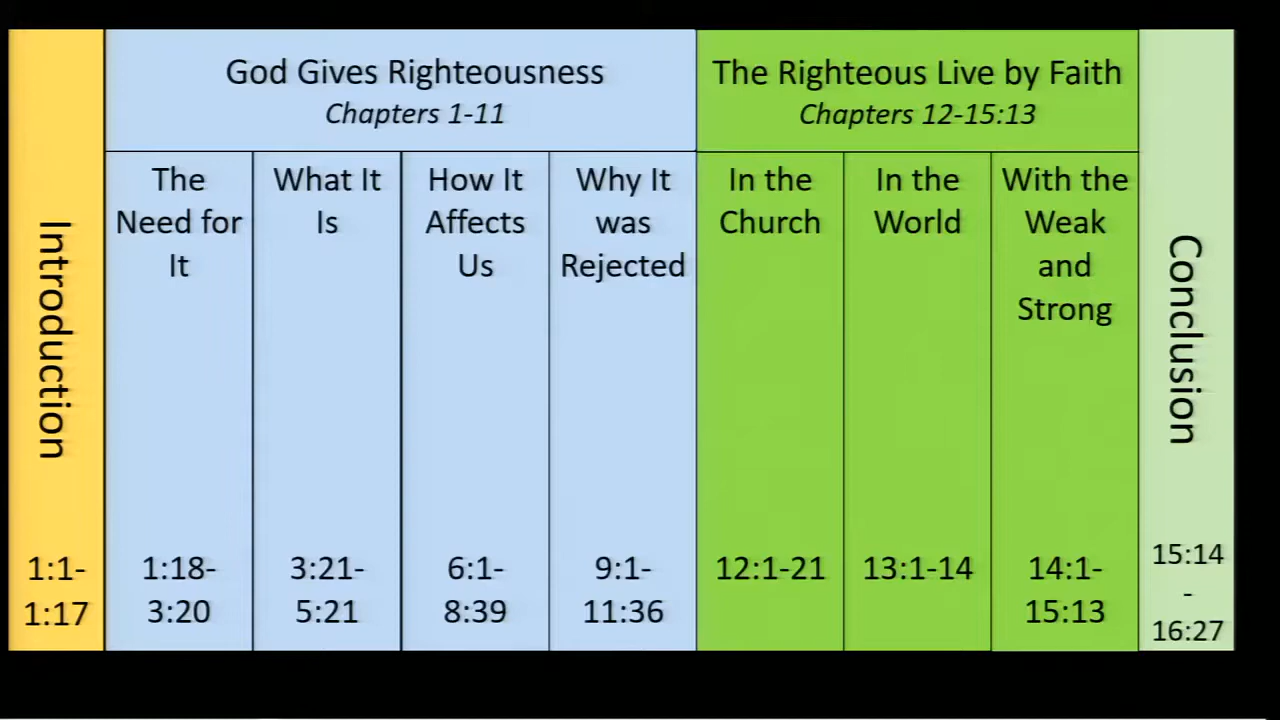 Introduction
1:1-
1:17
God Gives Righteousness
Chapters 1-11
The
Need for
It
1:18-
3:20
What It
Is
3:21-
5:21
How It
Affects
Us
6:1-
8:39
Why It
was
Rejected
9:1-
11:36
The Righteous Live by Faith
Chapters 12-15:13
In the
Church
12:1-21
In the
World
13:1-14
With the
Weak
and
Strong
14:1-
15:13
Conclusion
15:14
-
16:27